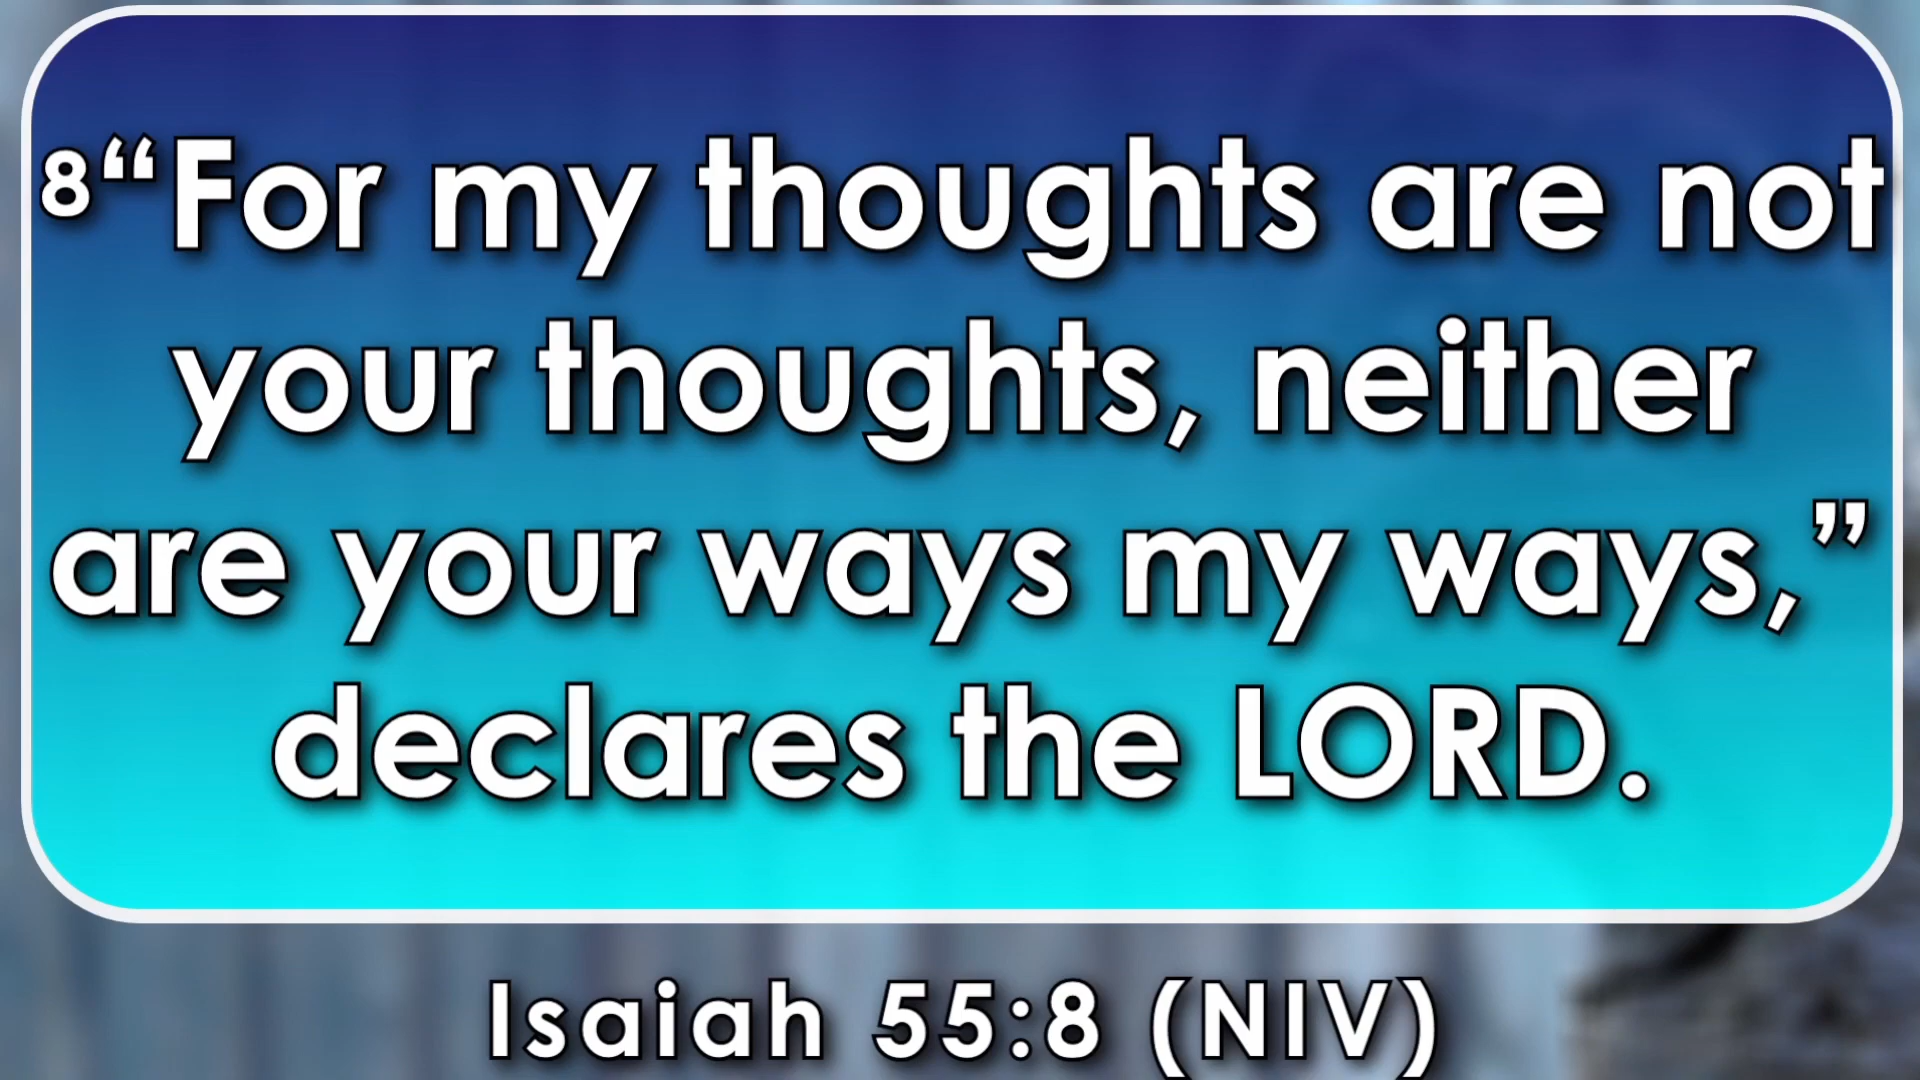 8“For my thoughts are not
your thoughts, neither
are your ways my ways,”
declares the LORD.
Isaiah 55:8 (NIV)